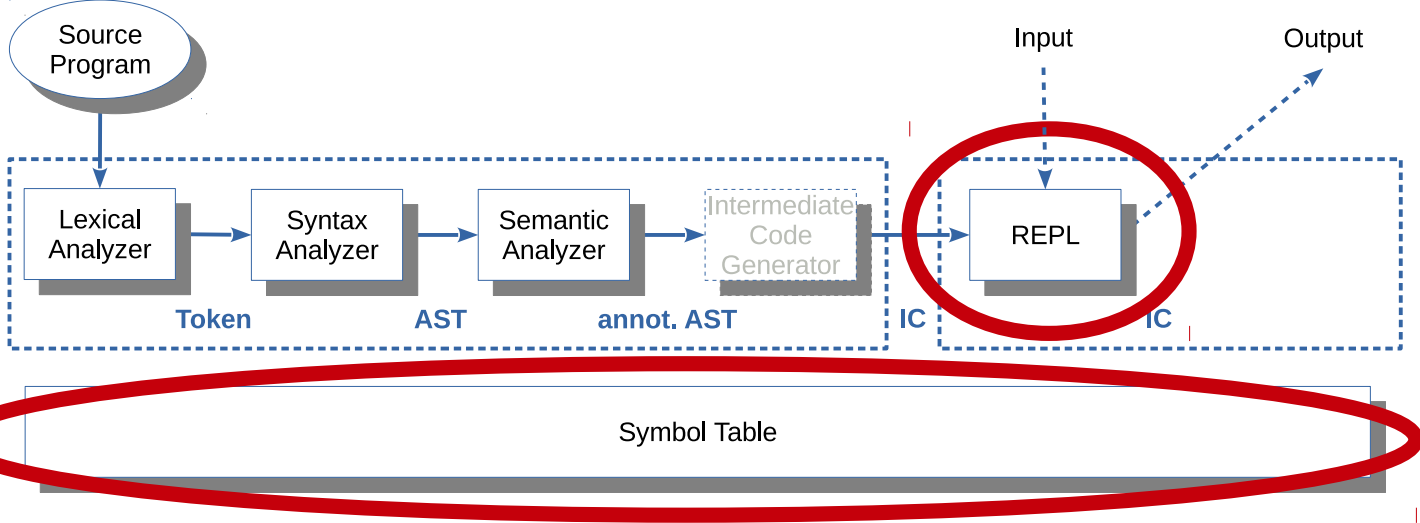 Source
Program
Input
Output
Lexical
Analyzer
Syntax
Analyzer
Semantic
Analyzer
Intermediate
Code
Generator
REPL
Token
AST
annot. AST
IC
IC
Symbol Table